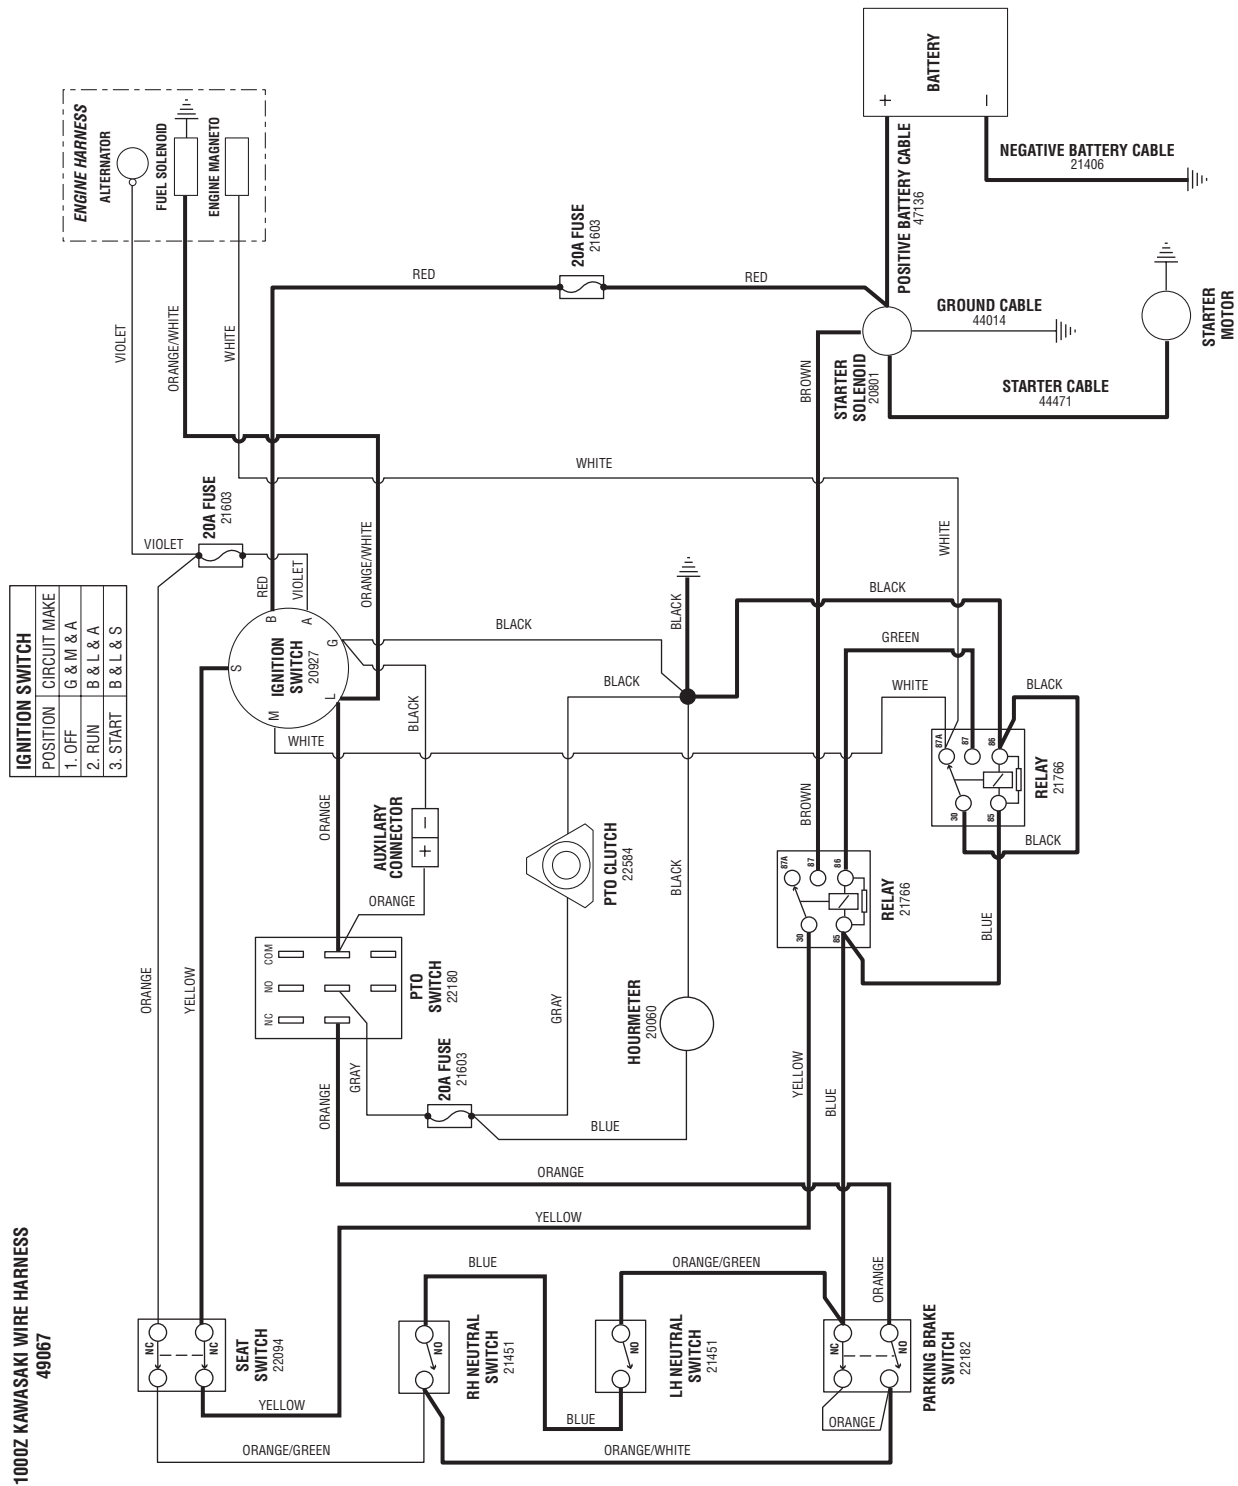 1000Z KAWASAKI WIRE HARNESS
49067
IGNITION SWITCH
POSITION CIRCUIT MAKE
1. OFF G & M & A
2. RUN B & L & A
3. START B & L & S
ENGINE HARNESS
ALTERNATOR
FUEL SOLENOID
ENGINE MAGNETO
VIOLET
ORANGE/WHITE
WHITE
BATTERY
+
–
POSITIVE BATTERY CABLE
47136
NEGATIVE BATTERY CABLE
21406
RED
20A FUSE
21603
RED
GROUND CABLE
44014
STARTER
MOTOR
STARTER
SOLENOID
20801
STARTER CABLE
44471
BROWN
WHITE
20A FUSE
21603
VIOLET
RED
VIOLET
ORANGE/WHITE
WHITE
B
A
G
L
M
S
IGNITION
SWITCH
20927
BLACK
BLACK
BLACK
BLACK
BLACK
GREEN
WHITE
BLACK
WHITE
ORANGE
AUXILARY
CONNECTOR
–
+
ORANGE
PTO CLUTCH
22584
BLACK
BROWN
87A
87
86
30
85
RELAY
21766
BLACK
87A
87
86
30
85
RELAY
21766
BLUE
ORANGE
YELLOW
COM
NO
NC
PTO
SWITCH
22180
GRAY
HOURMETER
20060
ORANGE
GRAY
20A FUSE
21603
BLUE
YELLOW
BLUE
ORANGE
YELLOW
BLUE
ORANGE/GREEN
ORANGE
NC
NC
SEAT
SWITCH
22094
NO
RH NEUTRAL
SWITCH
21451
NO
LH NEUTRAL
SWITCH
21451
NC
NO
PARKING BRAKE
SWITCH
22182
YELLOW
BLUE
ORANGE
ORANGE/GREEN
ORANGE/WHITE